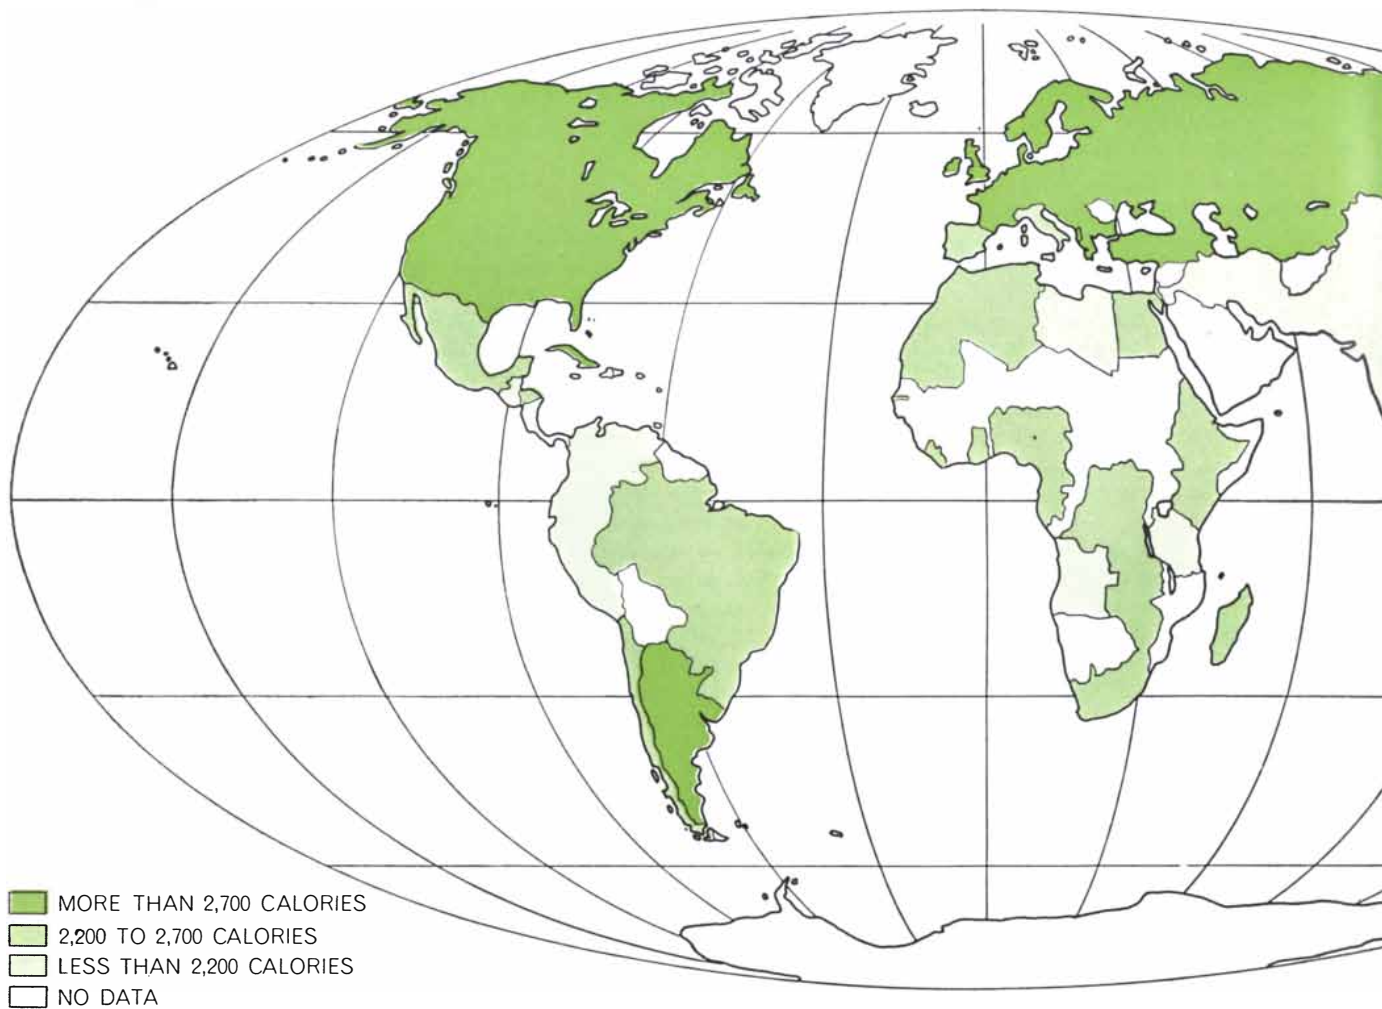 MORE THAN 2,700 CALORIES
2,200 TO 2,700 CALORIES
LESS THAN 2,200 CALORIES
NO DATA